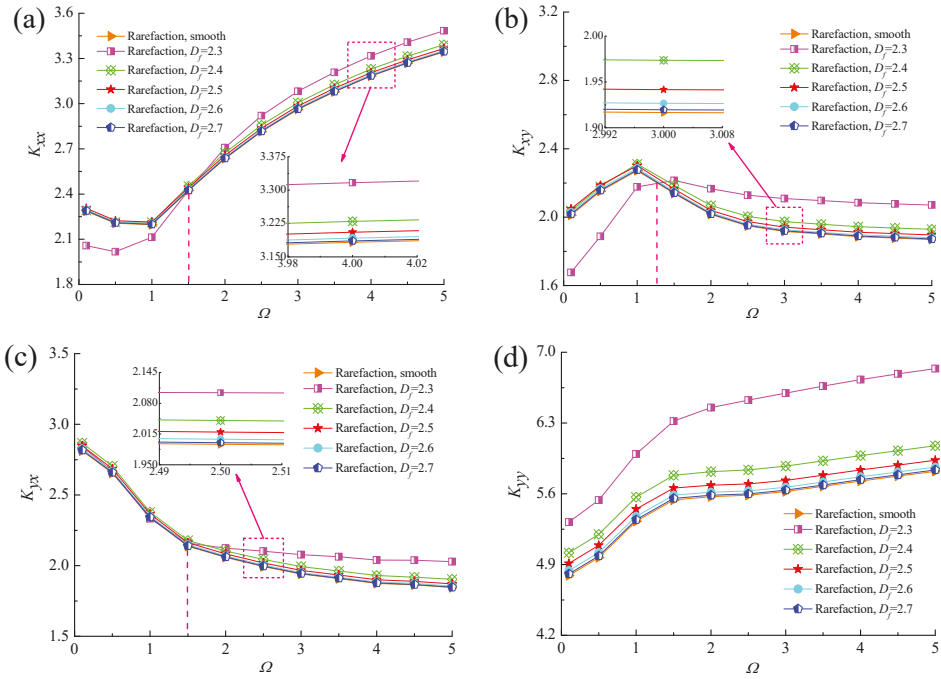 (a)
3.6
3.3
3.0
2.7
2.4
2.1
1.8
K_xx
0 1 2 3 4 5
Ω
Rarefaction, smooth
Rarefaction, D_f=2.3
Rarefaction, D_f=2.4
Rarefaction, D_f=2.5
Rarefaction, D_f=2.6
Rarefaction, D_f=2.7
3.375
3.300
3.225
3.150
3.98 4.00 4.02
(b)
3.2
2.8
2.4
2.0
1.6
K_xy
0 1 2 3 4 5
Ω
2.00
1.95
1.90
2.992 3.000 3.008
Rarefaction, smooth
Rarefaction, D_f=2.3
Rarefaction, D_f=2.4
Rarefaction, D_f=2.5
Rarefaction, D_f=2.6
Rarefaction, D_f=2.7
(c)
3.5
3.0
2.5
2.0
1.5
K_yx
0 1 2 3 4 5
Ω
2.145
2.080
2.015
1.950
2.49 2.50 2.51
Rarefaction, smooth
Rarefaction, D_f=2.3
Rarefaction, D_f=2.4
Rarefaction, D_f=2.5
Rarefaction, D_f=2.6
Rarefaction, D_f=2.7
(d)
7.0
6.3
5.6
4.9
4.2
K_yy
0 1 2 3 4 5
Ω
Rarefaction, smooth
Rarefaction, D_f=2.3
Rarefaction, D_f=2.4
Rarefaction, D_f=2.5
Rarefaction, D_f=2.6
Rarefaction, D_f=2.7